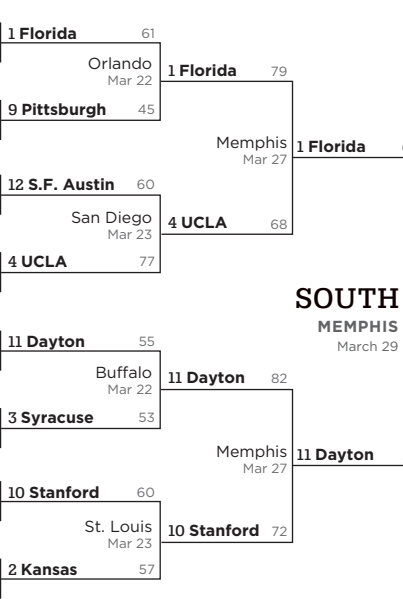 1 Florida 61
Orlando
Mar 22
9 Pittsburgh 45
1 Florida 79
12 S.F. Austin 60
San Diego
Mar 23
4 UCLA 77
4 UCLA 68
Memphis
Mar 27
1 Florida
SOUTH
MEMPHIS
March 29
11 Dayton 55
Buffalo
Mar 22
3 Syracuse 53
11 Dayton 82
10 Stanford 60
St. Louis
Mar 23
2 Kansas 57
10 Stanford 72
Memphis
Mar 27
11 Dayton